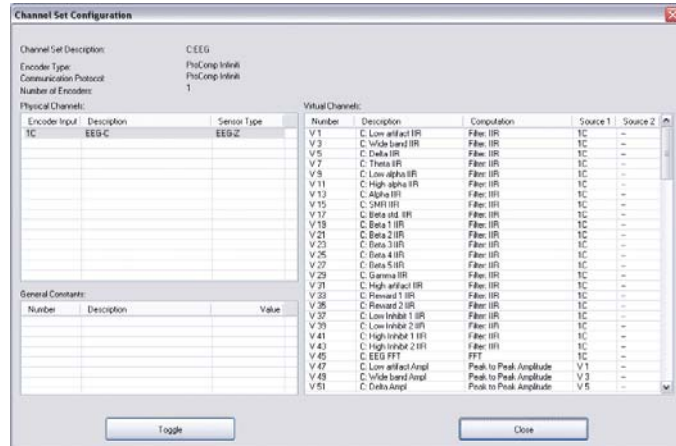 Channel Set Configuration
Channel Set Description: C:EEG
Encoder Type: ProComp Infiniti
Communication Protocol: ProComp Infiniti
Number of Encoders: 1
Physical Channels:
Encoder Input Description Sensor Type
1C EEG-C EEG-Z
General Constants:
Number Description Value
Virtual Channels:
Number Description Computation Source 1 Source 2
V 1 C: Low artifact IIR Filter: IIR 1C -
V 3 C: Wide band IIR Filter: IIR 1C -
V 5 C: Delta IIR Filter: IIR 1C -
V 7 C: Theta IIR Filter: IIR 1C -
V 9 C: Low alpha IIR Filter: IIR 1C -
V 11 C: High alpha IIR Filter: IIR 1C -
V 13 C: Alpha IIR Filter: IIR 1C -
V 15 C: SMR IIR Filter: IIR 1C -
V 17 C: Beta std. IIR Filter: IIR 1C -
V 19 C: Beta 1 IIR Filter: IIR 1C -
V 21 C: Beta 2 IIR Filter: IIR 1C -
V 23 C: Beta 3 IIR Filter: IIR 1C -
V 25 C: Beta 4 IIR Filter: IIR 1C -
V 27 C: Beta 5 IIR Filter: IIR 1C -
V 29 C: Gamma IIR Filter: IIR 1C -
V 31 C: High artifact IIR Filter: IIR 1C -
V 33 C: Reward 1 IIR Filter: IIR 1C -
V 35 C: Reward 2 IIR Filter: IIR 1C -
V 37 C: Low Inhibit 1 IIR Filter: IIR 1C -
V 39 C: Low Inhibit 2 IIR Filter: IIR 1C -
V 41 C: High Inhibit 1 IIR Filter: IIR 1C -
V 43 C: High Inhibit 2 IIR Filter: IIR 1C -
V 45 C: EEG FFT FFT 1C -
V 47 C: Low artifact Ampl Peak to Peak Amplitude V 1 -
V 49 C: Wide band Ampl Peak to Peak Amplitude V 3 -
V 51 C: Delta Ampl Peak to Peak Amplitude V 5 -
Toggle
Close